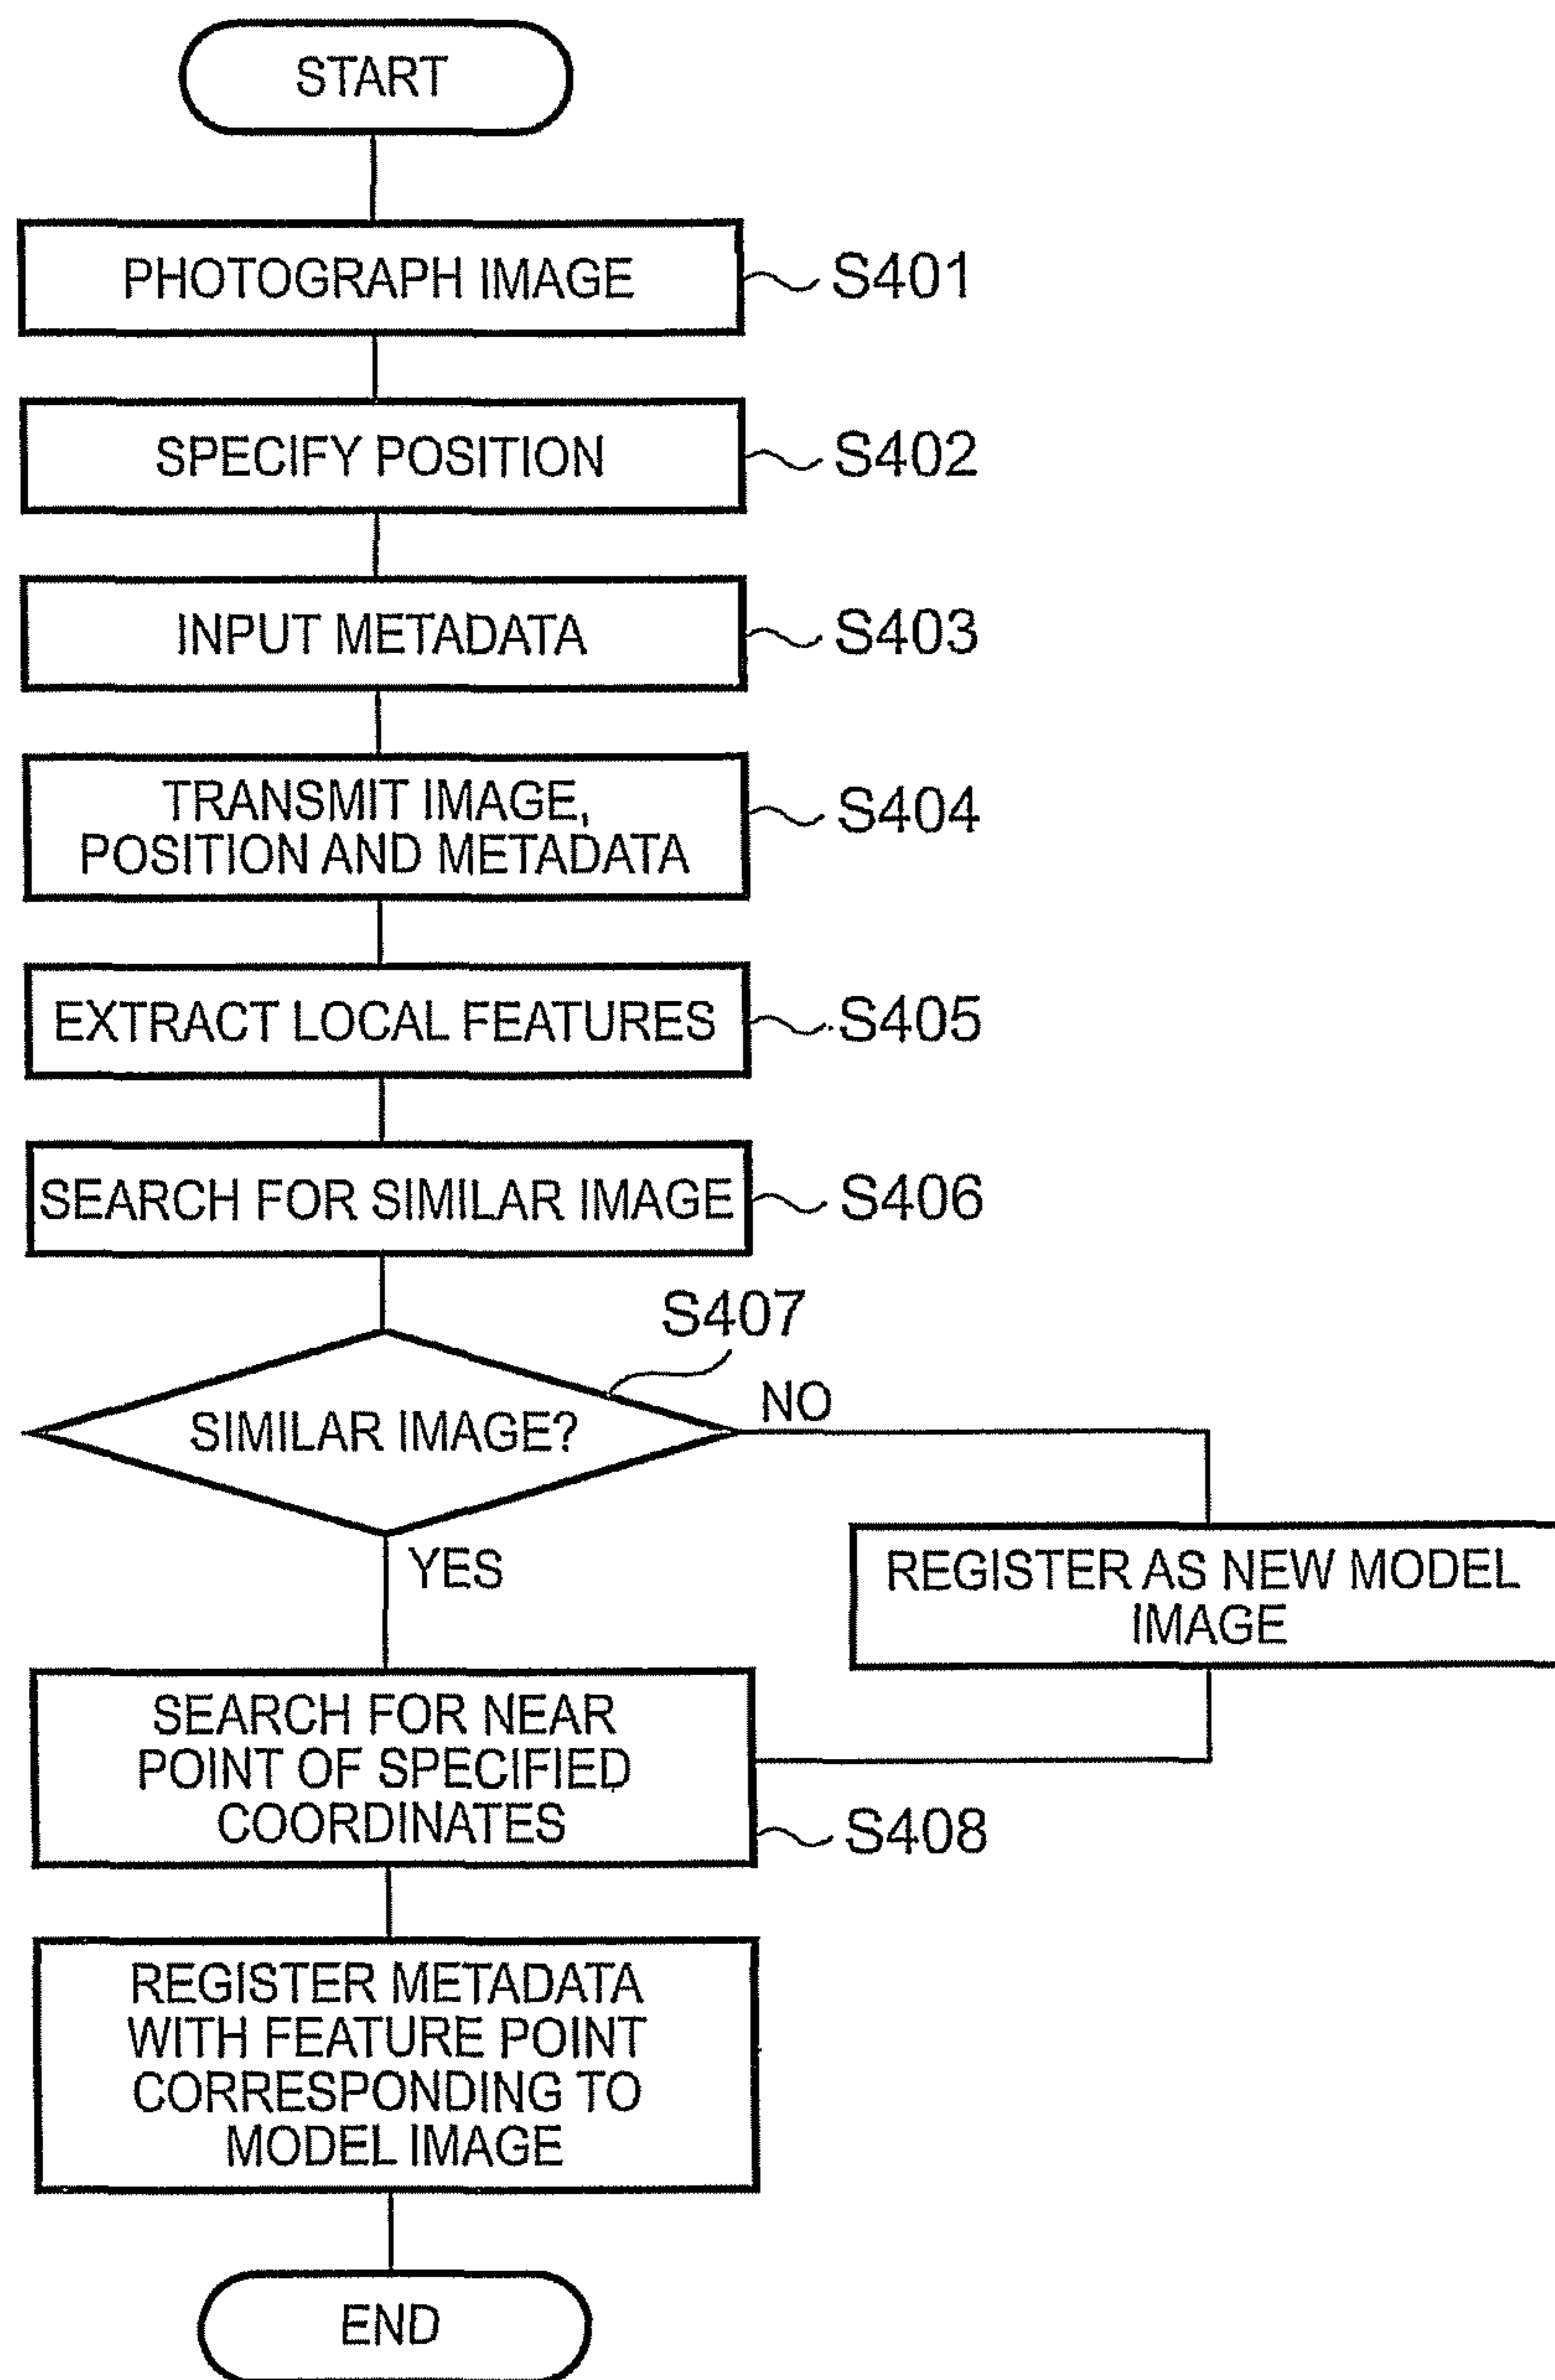 START
PHOTOGRAPH IMAGE
S401
SPECIFY POSITION
S402
INPUT METADATA
S403
TRANSMIT IMAGE,
POSITION AND METADATA
S404
EXTRACT LOCAL FEATURES
S405
SEARCH FOR SIMILAR IMAGE
S406
S407
SIMILAR IMAGE?
NO
YES
REGISTER AS NEW MODEL
IMAGE
SEARCH FOR NEAR
POINT OF SPECIFIED
COORDINATES
S408
REGISTER METADATA
WITH FEATURE POINT
CORRESPONDING TO
MODEL IMAGE
END